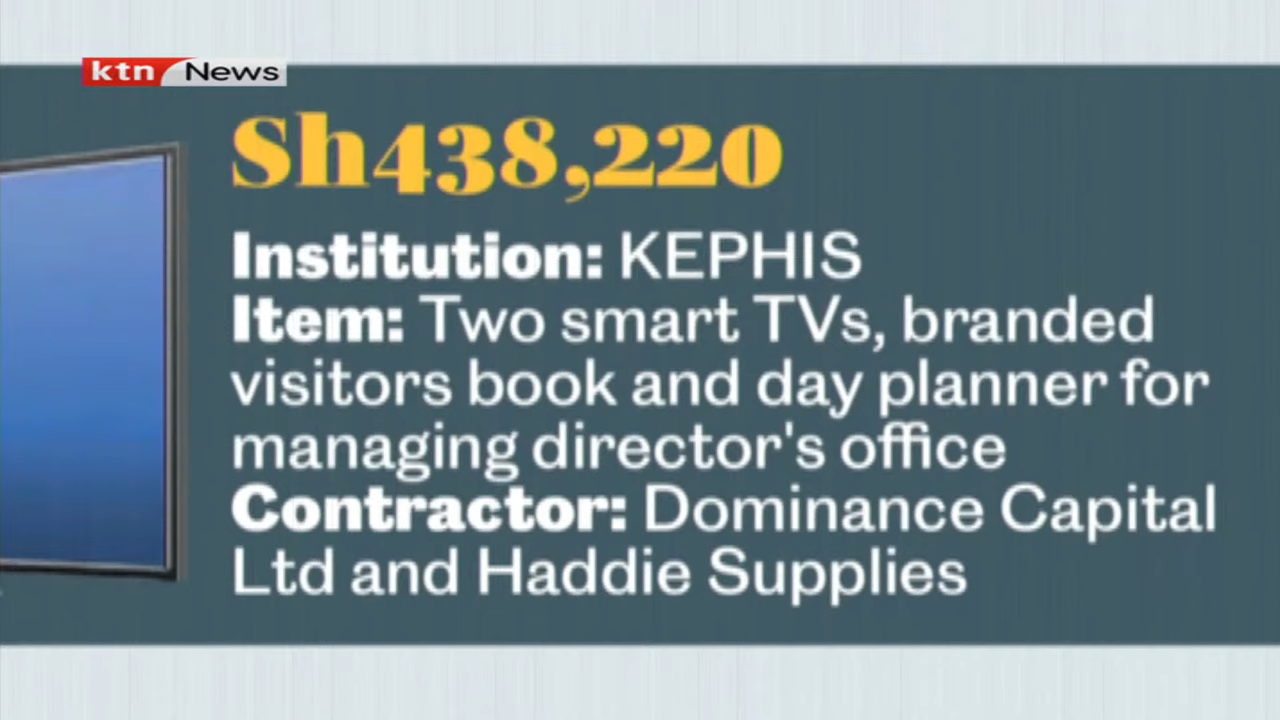 ktn News
Sh438,220
Institution: KEPHIS
Item: Two smart TVs, branded
visitors book and day planner for
managing director's office
Contractor: Dominance Capital
Ltd and Haddie Supplies